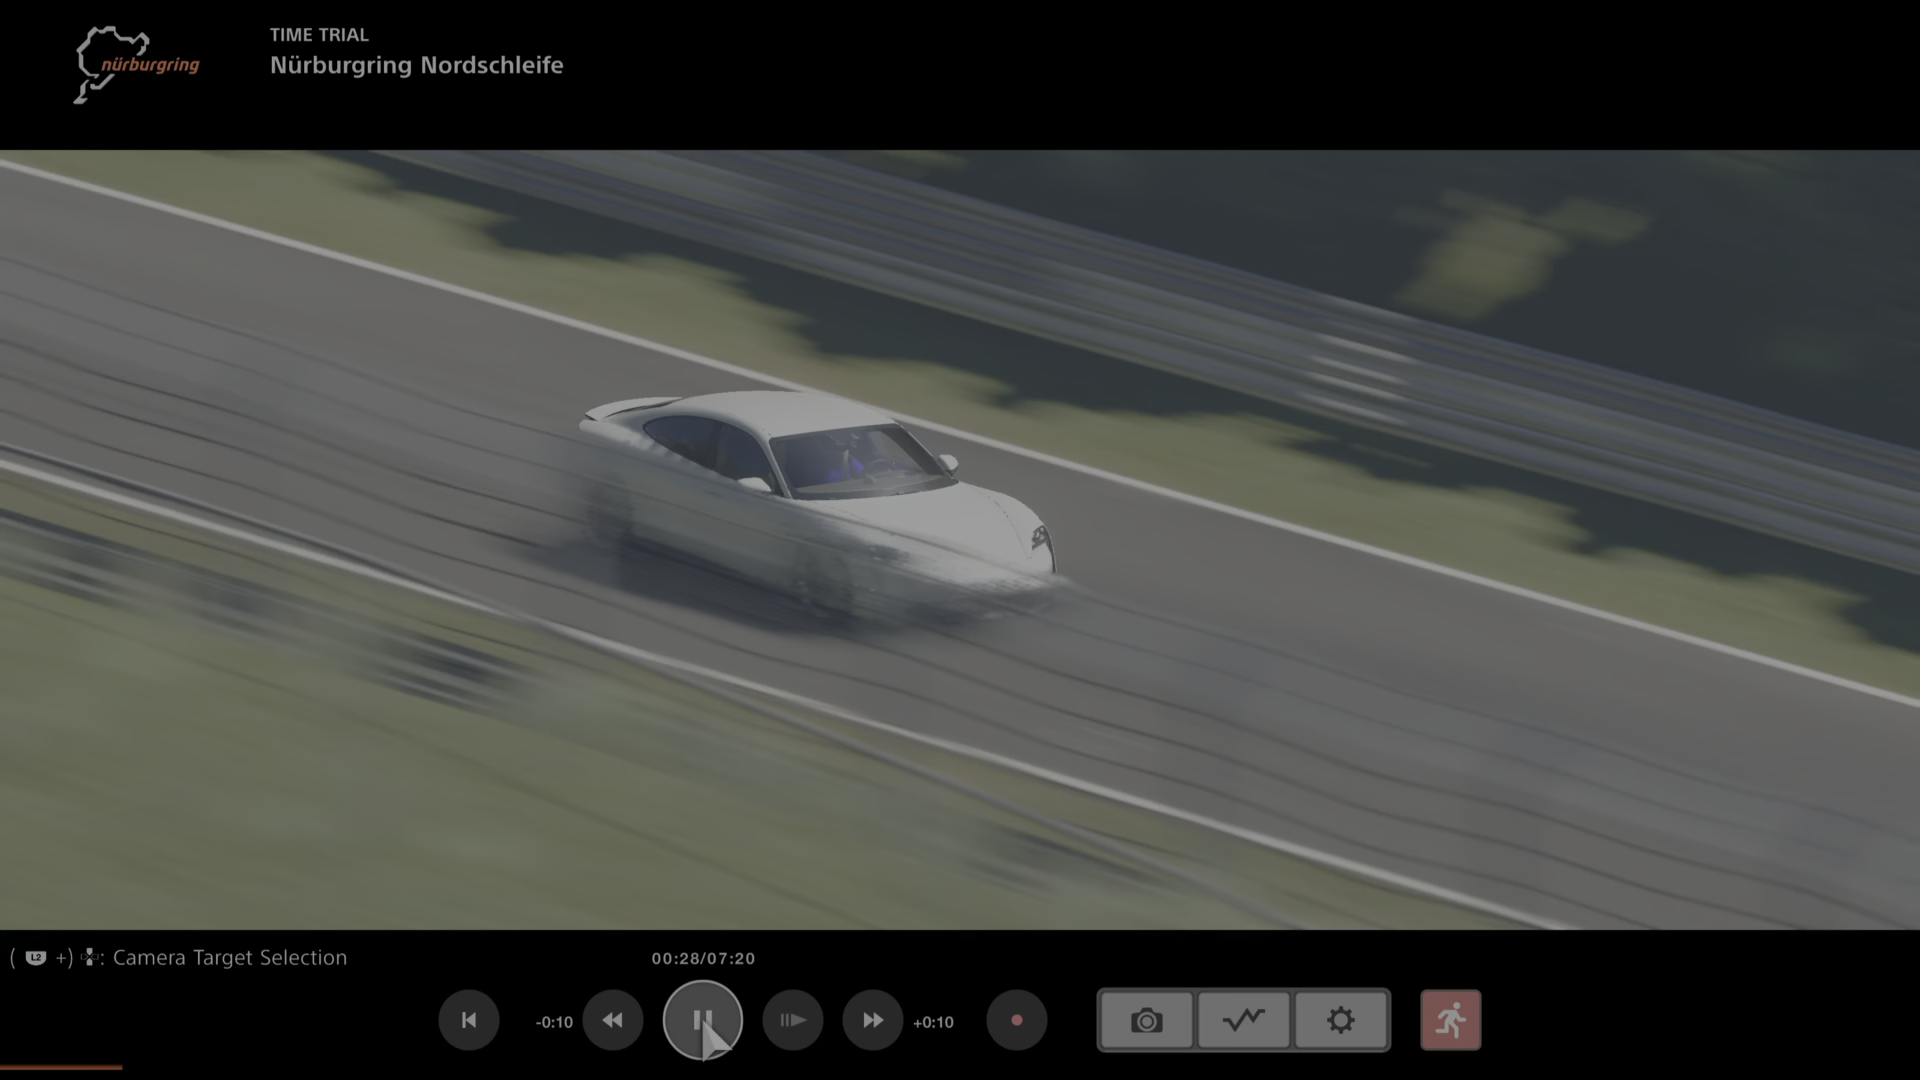 nürburgring
TIME TRIAL
Nürburgring Nordschleife
( L2 +) : Camera Target Selection
00:28/07:20
-0:10
+0:10